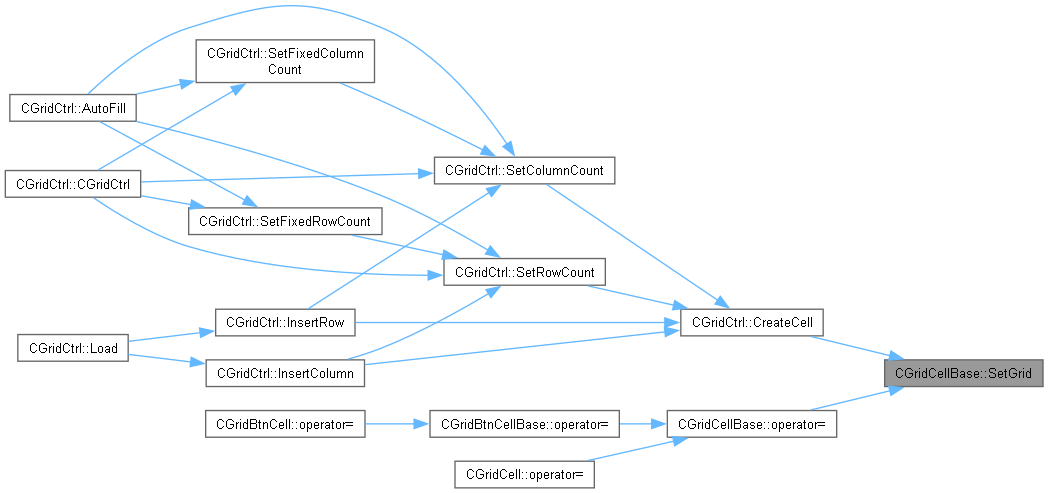 CGridCtrl::SetFixedColumn
Count
CGridCtrl::AutoFill
CGridCtrl::SetColumnCount
CGridCtrl::CGridCtrl
CGridCtrl::SetFixedRowCount
CGridCtrl::SetRowCount
CGridCtrl::InsertRow
CGridCtrl::CreateCell
CGridCtrl::Load
CGridCtrl::InsertColumn
CGridCellBase::SetGrid
CGridBtnCell::operator=
CGridBtnCellBase::operator=
CGridCellBase::operator=
CGridCell::operator=